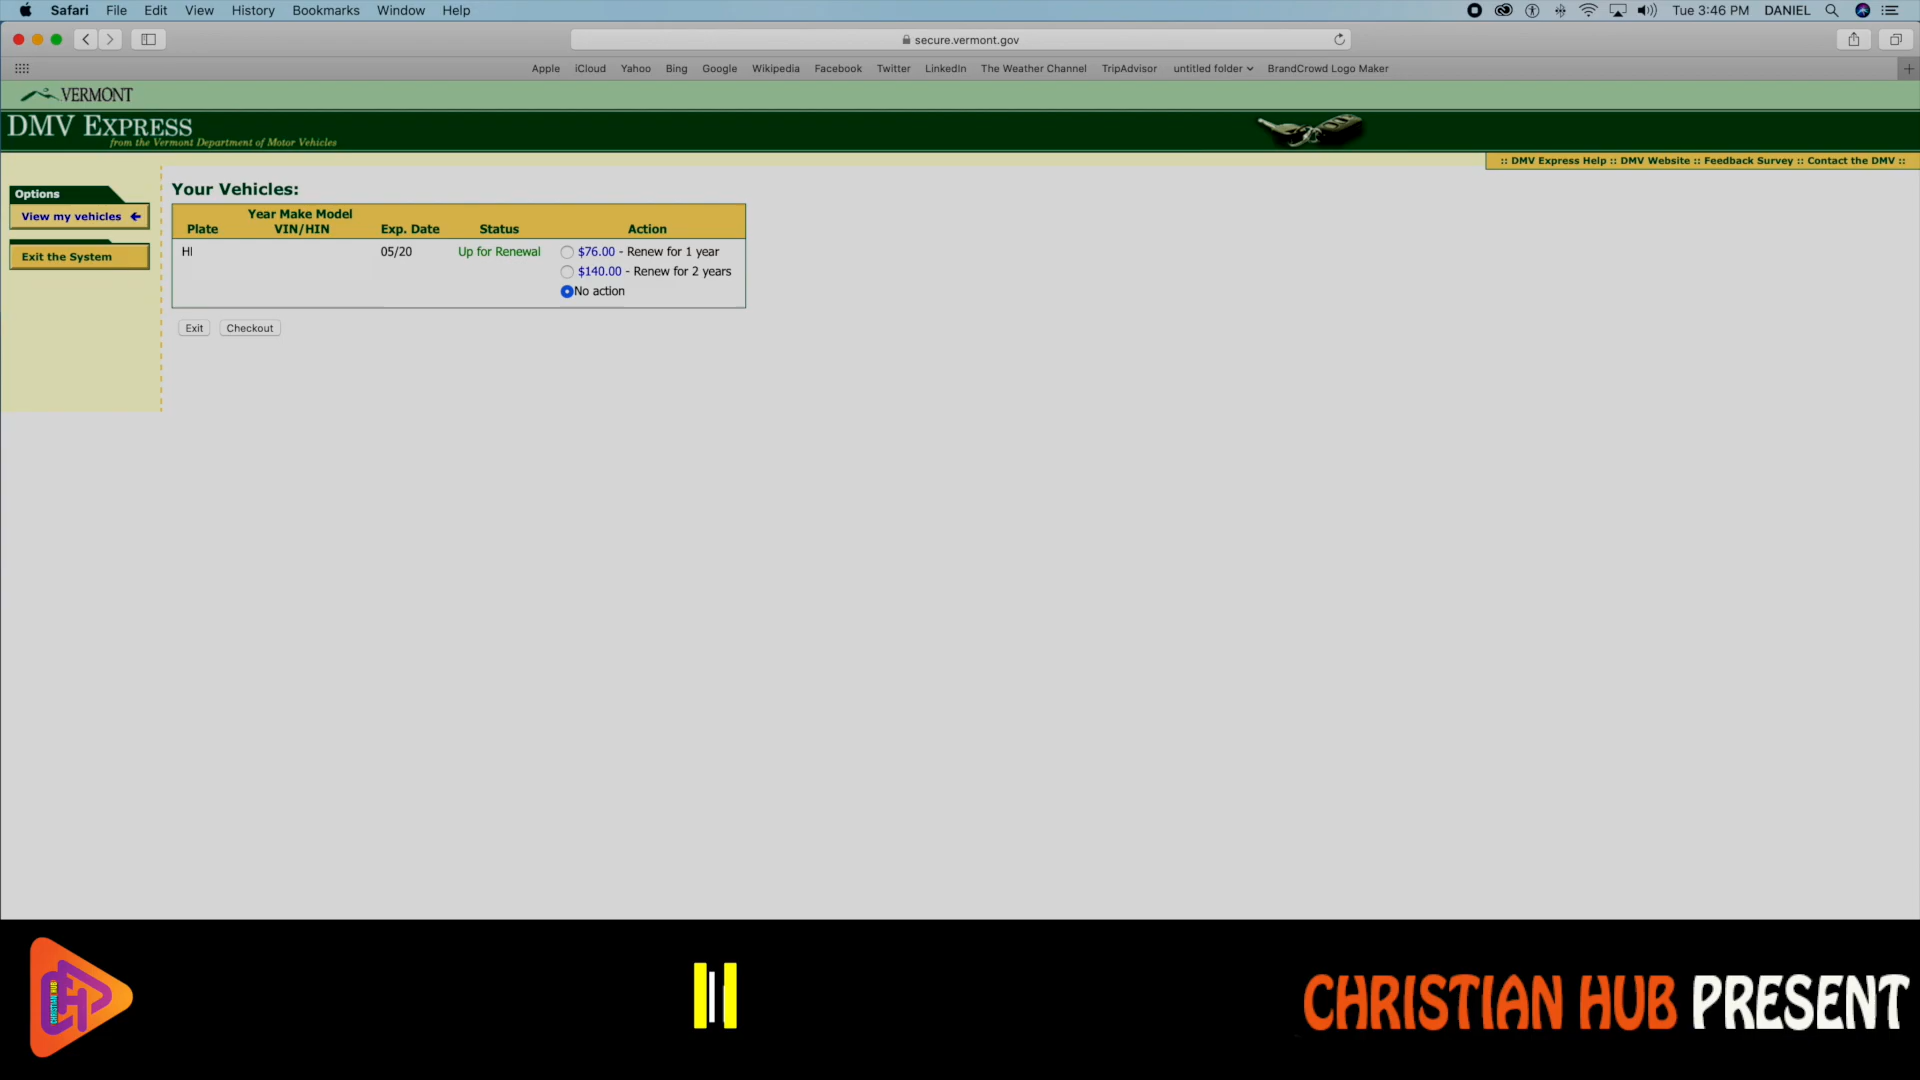 Safari File Edit View History Bookmarks Window Help Tue 3:46 PM DANIEL
secure.vermont.gov
Apple iCloud Yahoo Bing Google Wikipedia Facebook Twitter LinkedIn The Weather Channel TripAdvisor untitled folder BrandCrowd Logo Maker
VERMONT
DMV EXPRESS
from the Vermont Department of Motor Vehicles
:: DMV Express Help :: DMV Website :: Feedback Survey :: Contact the DMV ::
Options
View my vehicles
Exit the System
Your Vehicles:
Year Make Model
Plate VIN/HIN Exp. Date Status Action
HI 05/20 Up for Renewal $76.00 - Renew for 1 year
$140.00 - Renew for 2 years
No action
Exit Checkout
CHRISTIAN HUB
CHRISTIAN HUB PRESENT